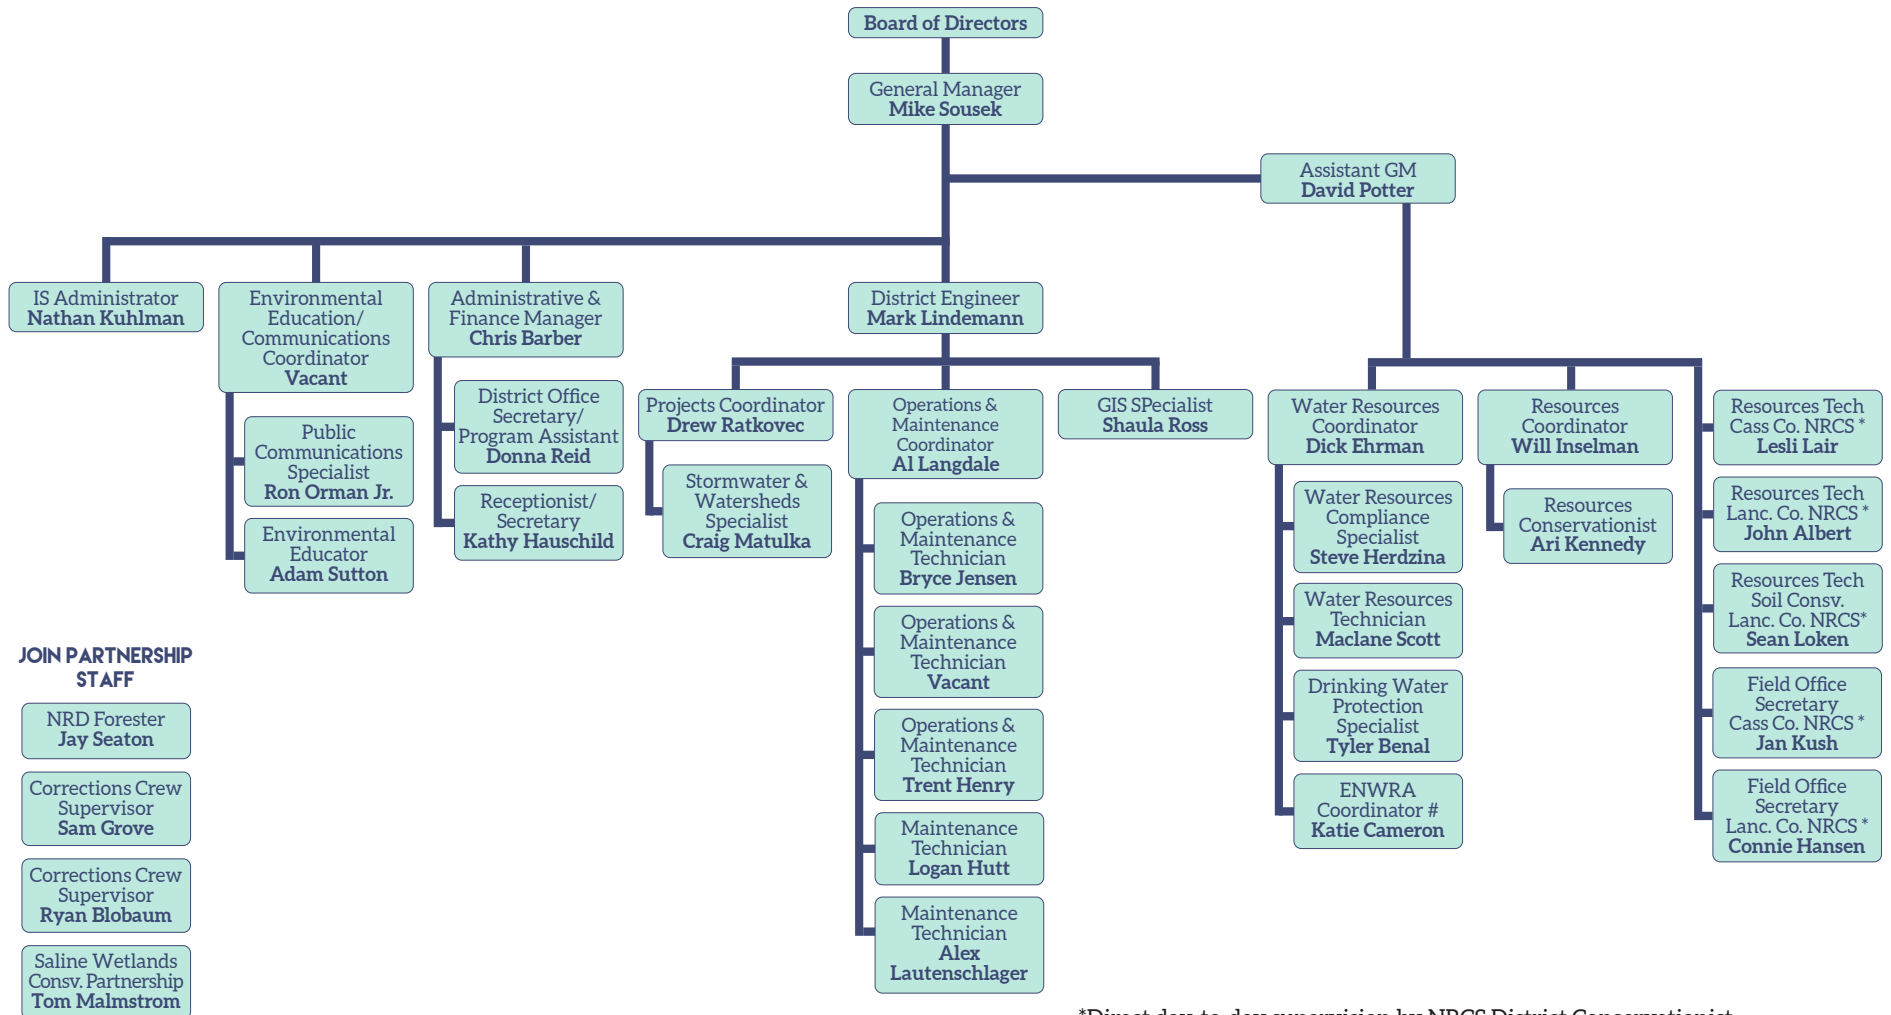 Board of Directors
General Manager
Mike Sousek
Assistant GM
David Potter
IS Administrator
Nathan Kuhlman
Environmental
Education/
Communications
Coordinator
Vacant
Public
Communications
Specialist
Ron Orman Jr.
Environmental
Educator
Adam Sutton
Administrative &
Finance Manager
Chris Barber
District Office
Secretary/
Program Assistant
Donna Reid
Receptionist/
Secretary
Kathy Hauschild
District Engineer
Mark Lindemann
Projects Coordinator
Drew Ratkovec
Stormwater &
Watersheds
Specialist
Craig Matulka
Operations &
Maintenance
Coordinator
Al Langdale
Operations &
Maintenance
Technician
Bryce Jensen
Operations &
Maintenance
Technician
Vacant
Operations &
Maintenance
Technician
Trent Henry
Maintenance
Technician
Logan Hutt
Maintenance
Technician
Alex
Lautenschlager
GIS SPecialist
Shaula Ross
Water Resources
Coordinator
Dick Ehrman
Water Resources
Compliance
Specialist
Steve Herdzina
Water Resources
Technician
Maclane Scott
Drinking Water
Protection
Specialist
Tyler Benal
ENWRA
Coordinator #
Katie Cameron
Resources
Coordinator
Will Inselman
Resources
Conservationist
Ari Kennedy
Resources Tech
Cass Co. NRCS *
Lesli Lair
Resources Tech
Lanc. Co. NRCS *
John Albert
Resources Tech
Soil Consv.
Lanc. Co. NRCS*
Sean Loken
Field Office
Secretary
Cass Co. NRCS *
Jan Kush
Field Office
Secretary
Lanc. Co. NRCS *
Connie Hansen
JOIN PARTNERSHIP
STAFF
NRD Forester
Jay Seaton
Corrections Crew
Supervisor
Sam Grove
Corrections Crew
Supervisor
Ryan Blobaum
Saline Wetlands
Consv. Partnership
Tom Malmstrom
*Direct day-to-day supervision by NRCS District Conservationist